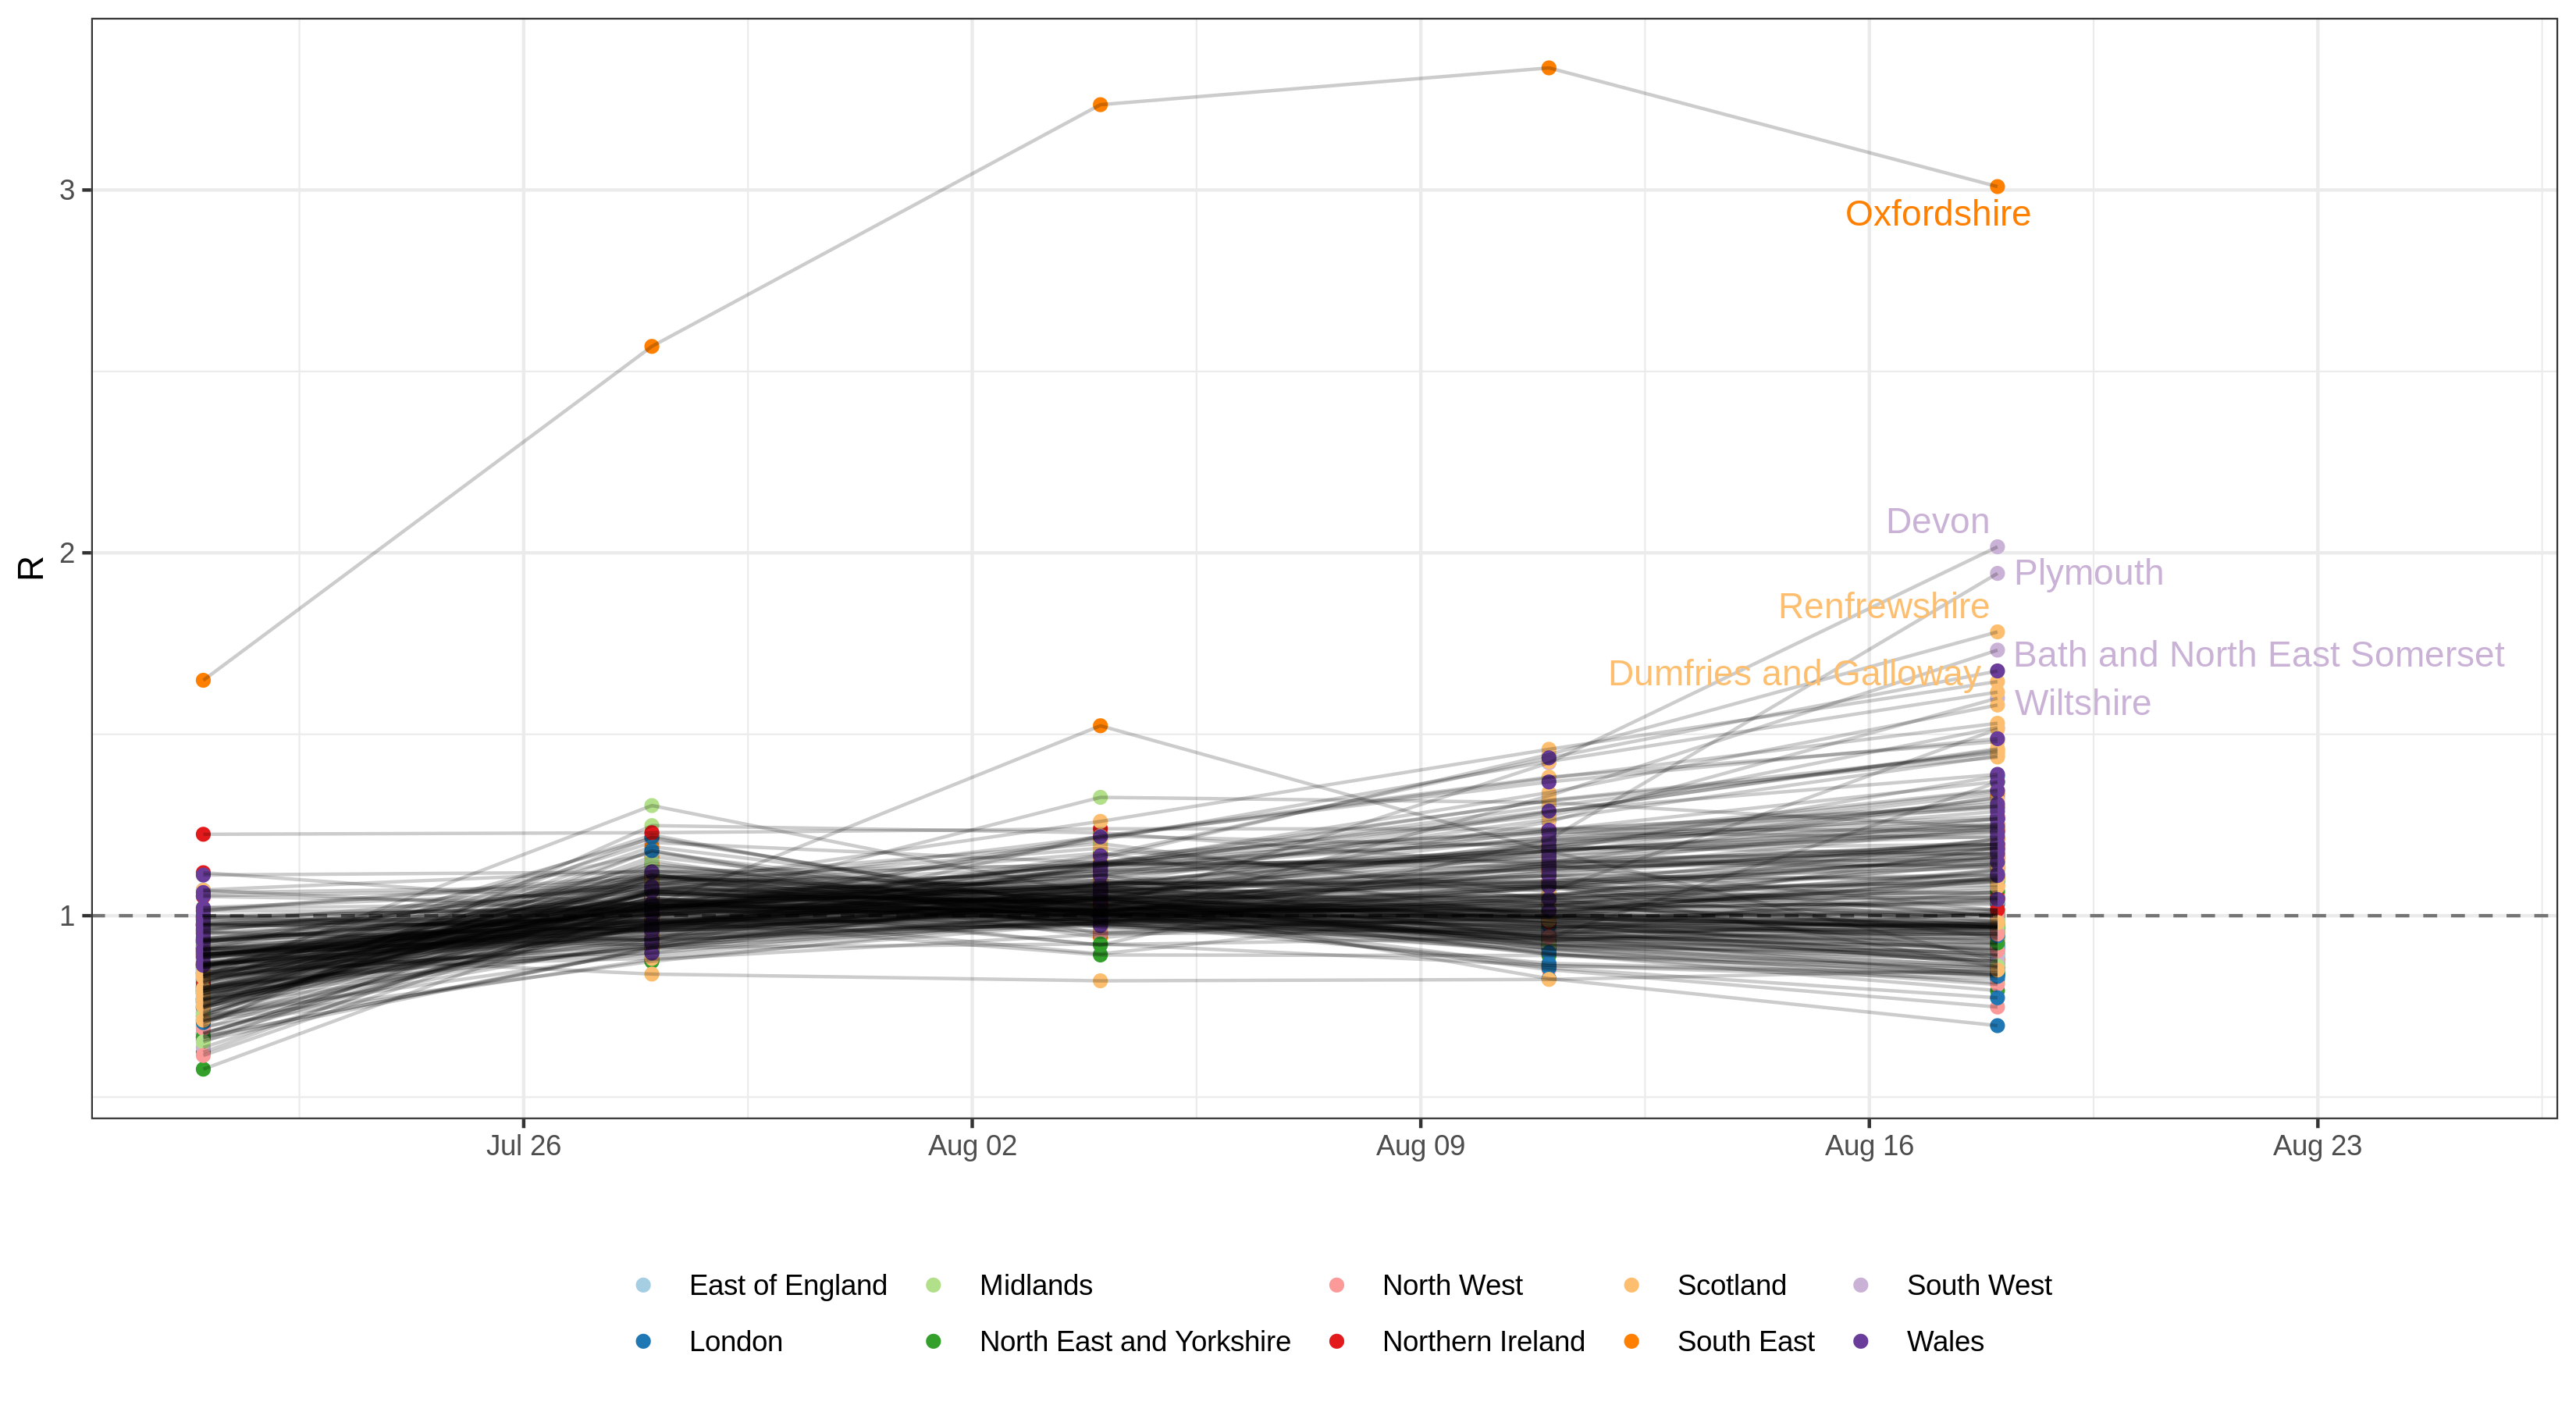 3
Oxfordshire
Devon
2
Plymouth
R
Renfrewshire
Bath and North East Somerset
Dumfries and Galloway
Wiltshire
1
Jul 26 Aug 02 Aug 09 Aug 16 Aug 23
East of England Midlands North West Scotland South West
London North East and Yorkshire Northern Ireland South East Wales